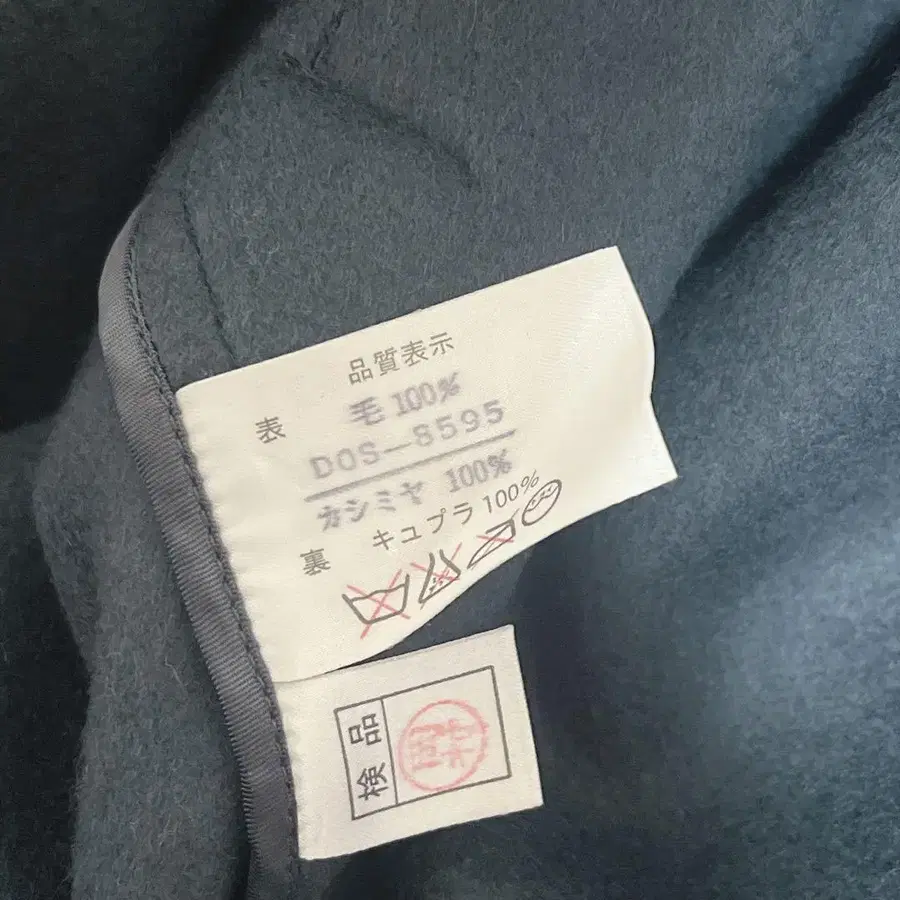 品質表示
表 毛 100%
DOS-8595
カシミヤ 100%
裏 キュプラ 100%
検品